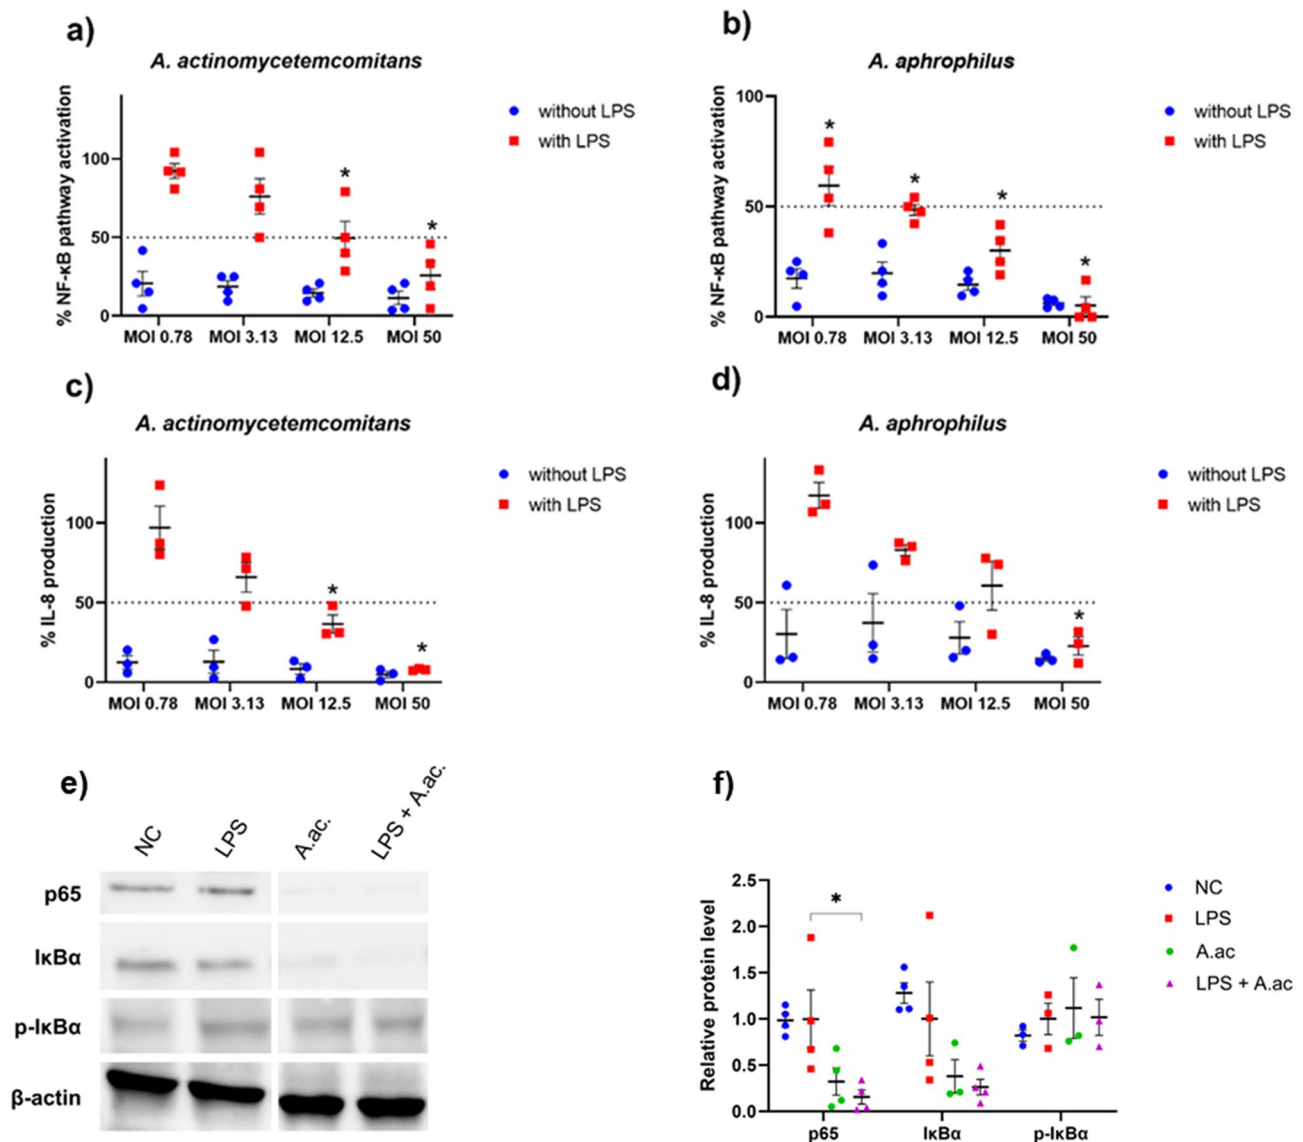 a)
A. actinomycetemcomitans
% NF-κB pathway activation
100
50
0
* *
MOI 0.78 MOI 3.13 MOI 12.5 MOI 50
without LPS
with LPS
b)
A. aphrophilus
% NF-κB pathway activation
100
50
0
* * * *
MOI 0.78 MOI 3.13 MOI 12.5 MOI 50
without LPS
with LPS
c)
A. actinomycetemcomitans
% IL-8 production
100
50
0
* *
MOI 0.78 MOI 3.13 MOI 12.5 MOI 50
without LPS
with LPS
d)
A. aphrophilus
% IL-8 production
100
50
0
*
MOI 0.78 MOI 3.13 MOI 12.5 MOI 50
without LPS
with LPS
e)
NC LPS A.ac. LPS + A.ac.
p65
IκBα
p-IκBα
β-actin
f)
Relative protein level
2.5
2.0
1.5
1.0
0.5
0.0
*
p65 IκBα p-IκBα
NC
LPS
A.ac
LPS + A.ac